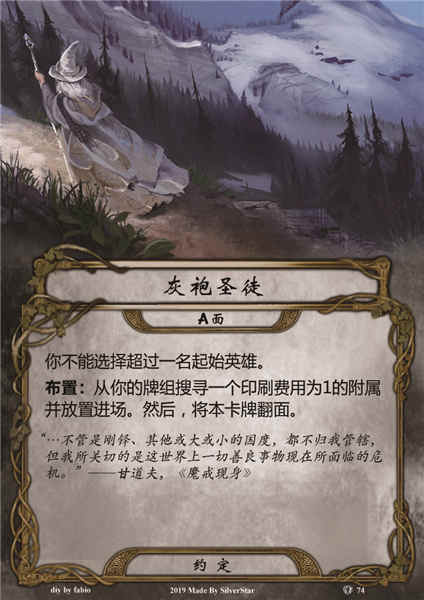 灰袍圣徒
A面
你不能选择超过一名起始英雄。
布置：从你的牌组搜寻一个印刷费用为1的附属
并放置进场。然后，将本卡牌翻面。
“…不管是刚铎、其他或大或小的国度，都不归我管辖，
但我所关切的是这世界上一切善良事物现在所面临的危
机。” ——甘道夫，《魔戒现身》
约定
diy by fabio 2019 Made By SilverStar 74